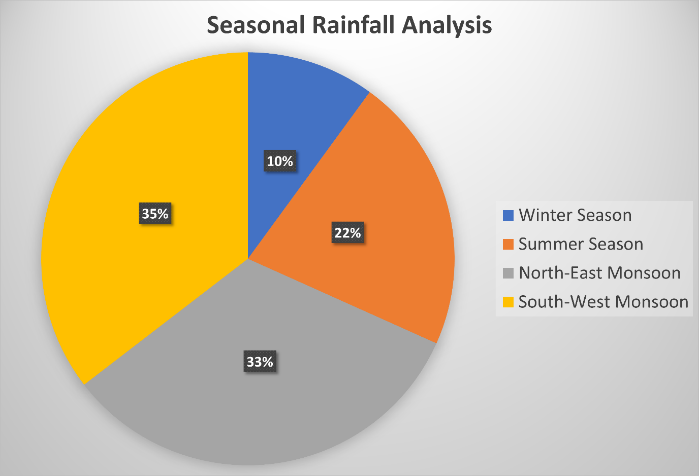 Seasonal Rainfall Analysis
10%
35%
22%
33%
Winter Season
Summer Season
North-East Monsoon
South-West Monsoon